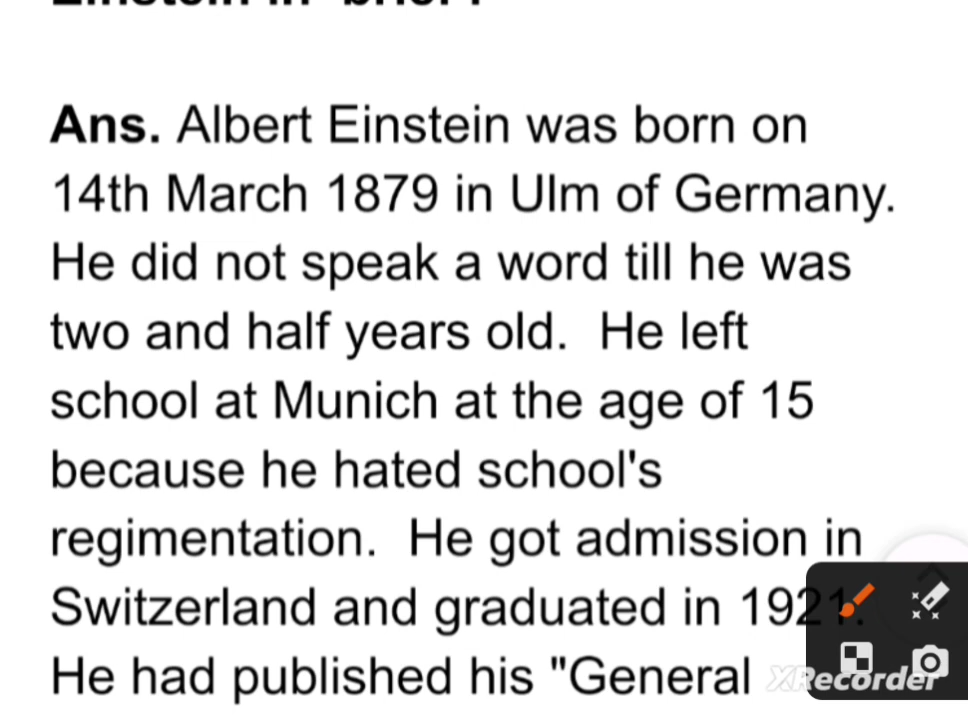 Ans. Albert Einstein was born on
14th March 1879 in Ulm of Germany.
He did not speak a word till he was
two and half years old. He left
school at Munich at the age of 15
because he hated school's
regimentation. He got admission in
Switzerland and graduated in 1921.
He had published his "General
XRecorder